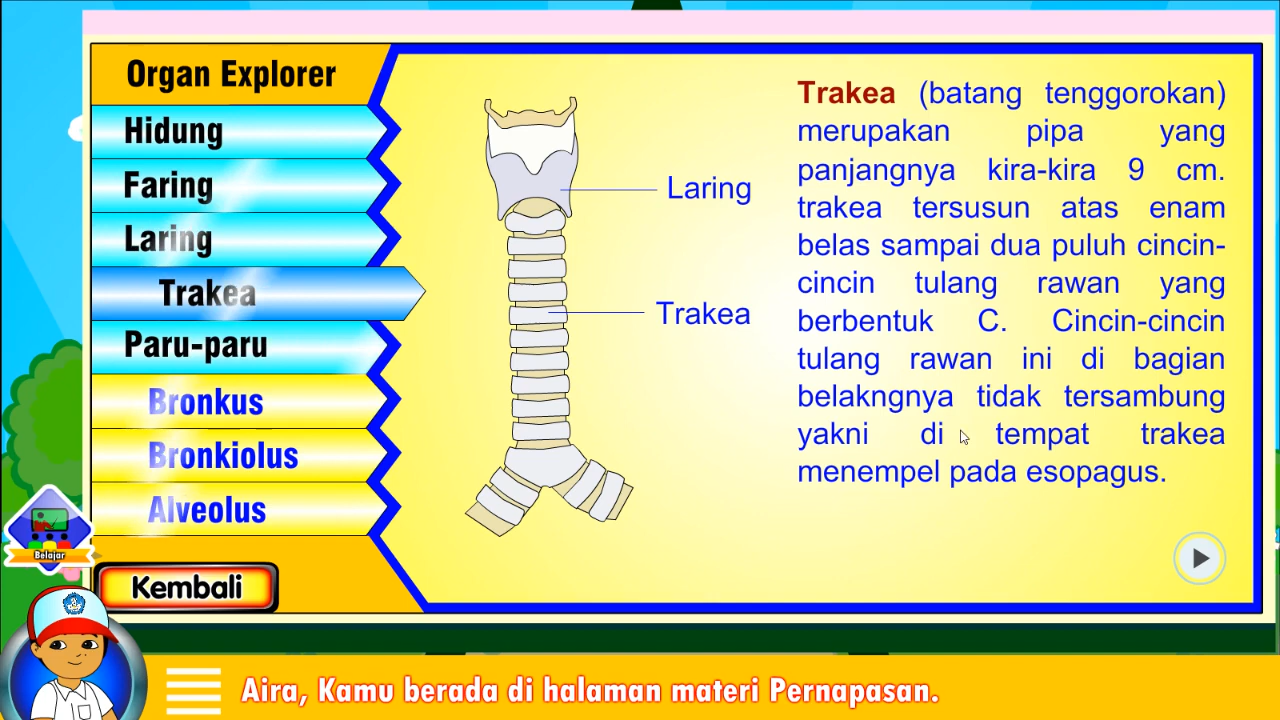 Organ Explorer
Hidung
Faring
Laring
Trakea
Paru-paru
Bronkus
Bronkiolus
Alveolus
Kembali
Belajar
Laring
Trakea
Trakea (batang tenggorokan)
merupakan pipa yang
panjangnya kira-kira 9 cm.
trakea tersusun atas enam
belas sampai dua puluh cincin-
cincin tulang rawan yang
berbentuk C. Cincin-cincin
tulang rawan ini di bagian
belakngnya tidak tersambung
yakni di tempat trakea
menempel pada esopagus.
Aira, Kamu berada di halaman materi Pernapasan.